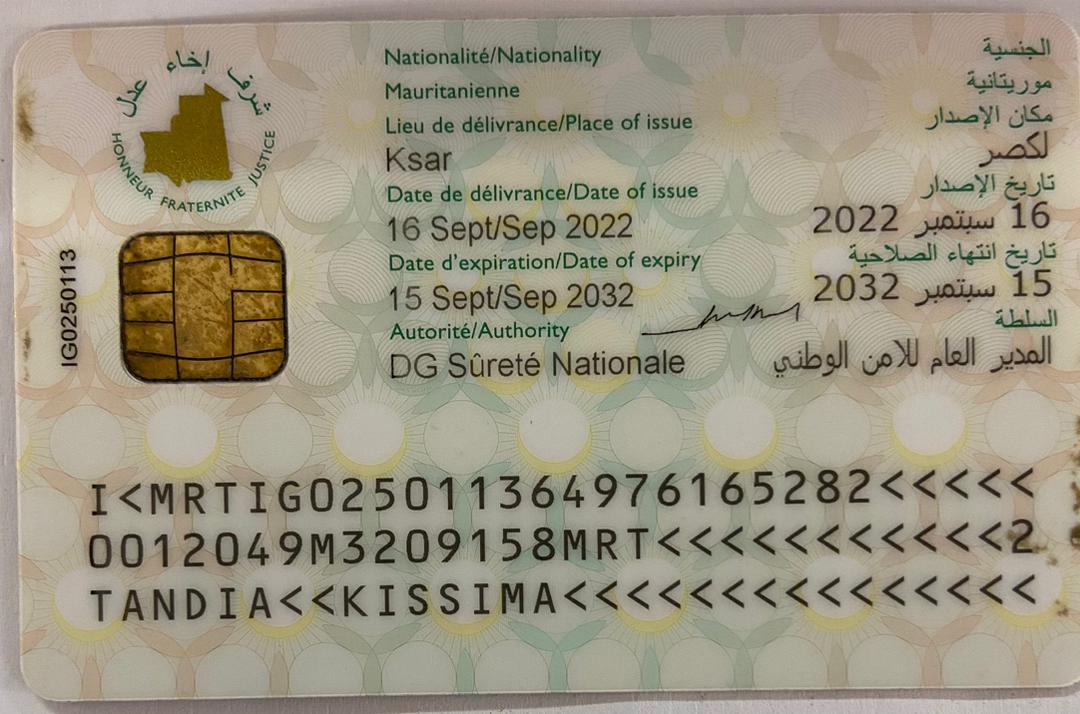 شرف إخاء عدل
HONNEUR FRATERNITE JUSTICE
IG0250113
Nationalité/Nationality الجنسية
Mauritanienne موريتانية
Lieu de délivrance/Place of issue مكان الإصدار
Ksar لكصر
Date de délivrance/Date of issue تاريخ الإصدار
16 Sept/Sep 2022 16 سبتمبر 2022
Date d'expiration/Date of expiry تاريخ انتهاء الصلاحية
15 Sept/Sep 2032 15 سبتمبر 2032
Autorité/Authority السلطة
DG Sûreté Nationale المدير العام للامن الوطني
I<MRTIG025011364976165282<<<<<
0012049M3209158MRT<<<<<<<<<<<2
TANDIA<<KISSIMA<<<<<<<<<<<<<<<